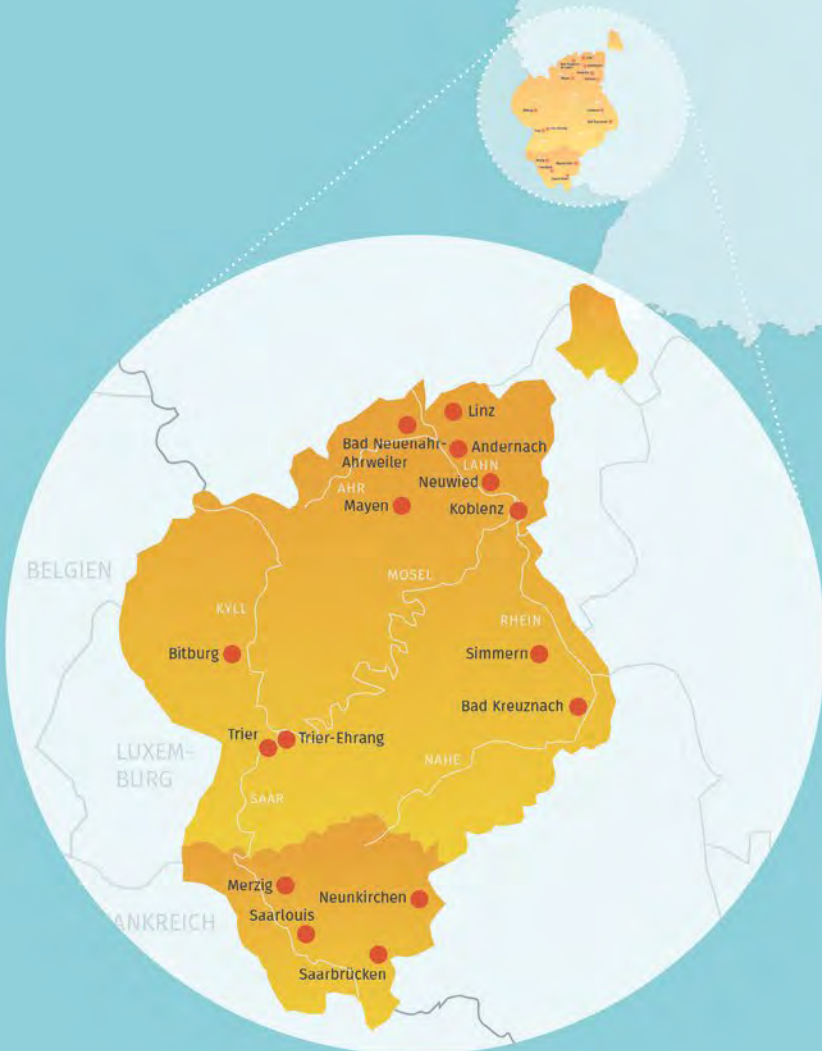 Linz
Bad Neuenahr-
Ahrweiler
Andernach
LAHN
Neuwied
AHR
Mayen
Koblenz
BELGIEN
MOSEL
KYLL
RHEIN
Bitburg
Simmern
Bad Kreuznach
Trier
Trier-Ehrang
LUXEM-
BURG
NAHE
SAAR
Merzig
Neunkirchen
Saarlouis
ANKREICH
Saarbrücken